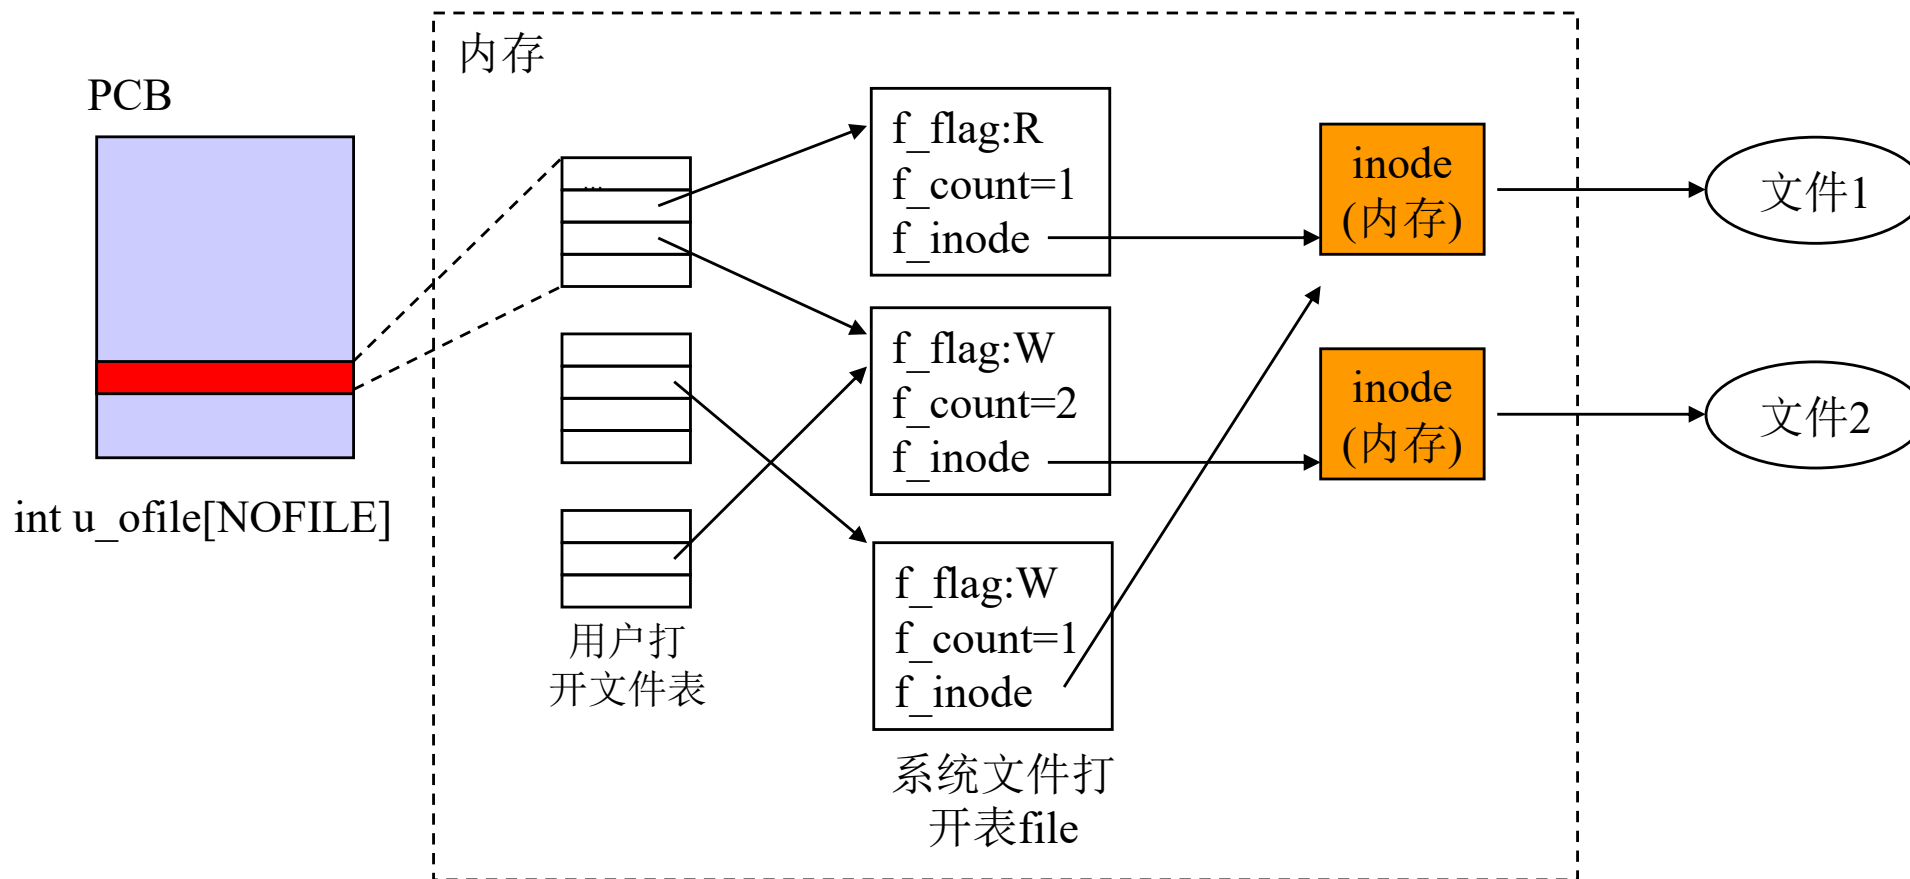 内存
PCB
int u_ofile[NOFILE]
...
用户打
开文件表
f_flag:R
f_count=1
f_inode
f_flag:W
f_count=2
f_inode
f_flag:W
f_count=1
f_inode
系统文件打
开表file
inode
(内存)
inode
(内存)
文件1
文件2